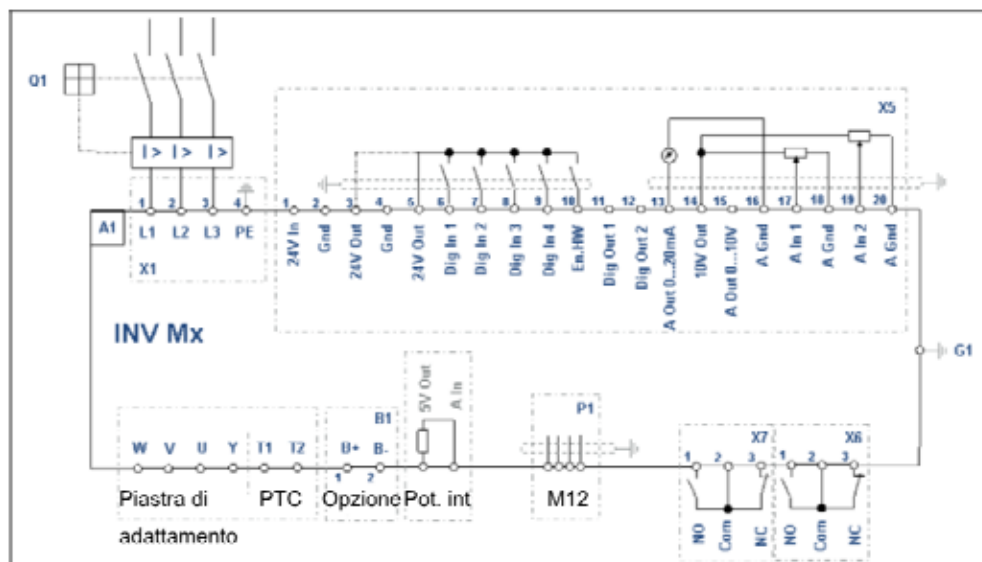 Q1
I > I > I >
X5
1 2 3 4
1 2 3 4 5 6 7 8 9 10 11 12 13 14 15 16 17 18 19 20
A1
L1 L2 L3 PE
X1
24V In
Gnd
24V Out
Gnd
24V Out
Dig In 1
Dig In 2
Dig In 3
Dig In 4
En.HW
Dig Out 1
Dig Out 2
A Out 0...20mA
10V Out
A Out 0...10V
A Gnd
A In 1
A Gnd
A In 2
A Gnd
INV Mx
G1
5V Out
A In
B1
P1
X7
X6
W V U Y T1 T2 B+ B-
1 2
1 2 3
1 2 3
Piastra di adattamento
PTC
Opzione
Pot. int
M12
NO Com NC
NO Com NC